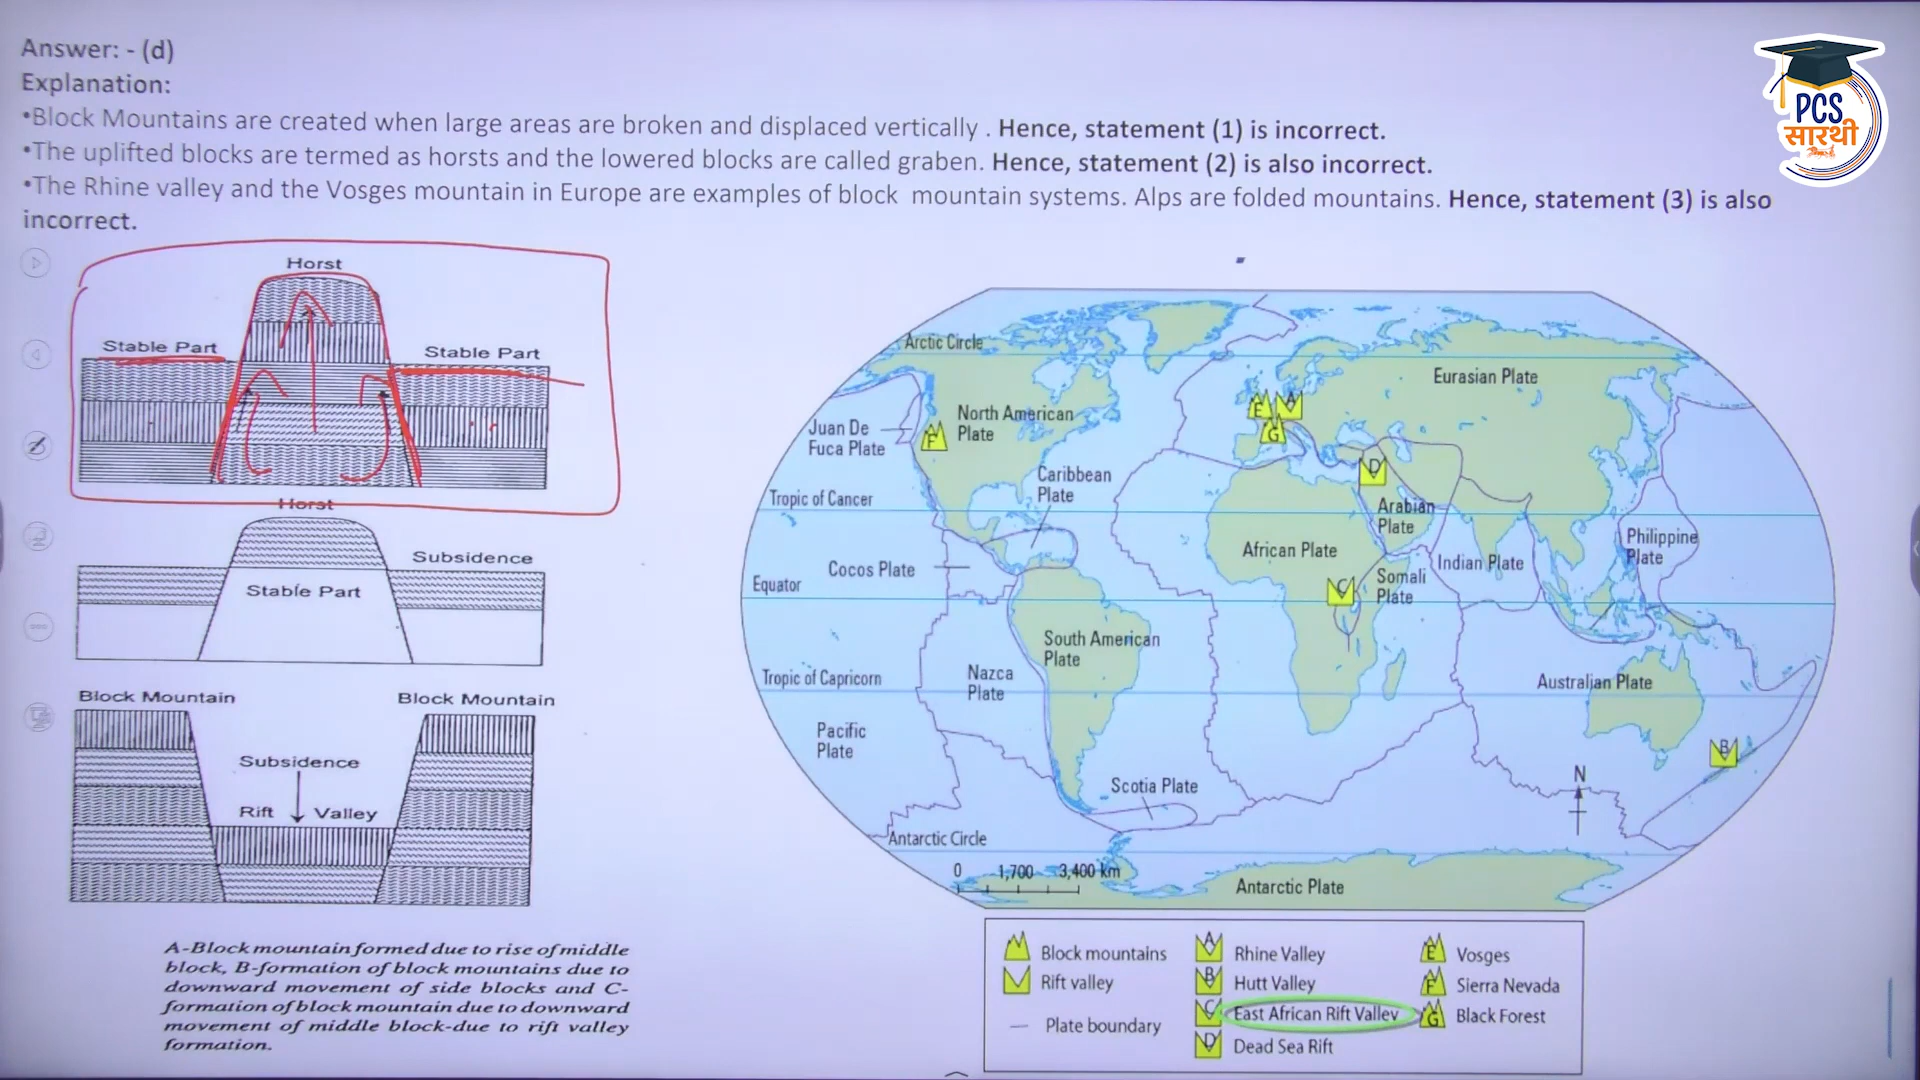 Answer: - (d)
Explanation:
•Block Mountains are created when large areas are broken and displaced vertically . Hence, statement (1) is incorrect.
•The uplifted blocks are termed as horsts and the lowered blocks are called graben. Hence, statement (2) is also incorrect.
•The Rhine valley and the Vosges mountain in Europe are examples of block mountain systems. Alps are folded mountains. Hence, statement (3) is also
incorrect.
PCS
सारथी
Horst
Stable Part
Stable Part
Horst
Subsidence
Stable Part
Block Mountain
Block Mountain
Subsidence
Rift Valley
A-Block mountain formed due to rise of middle
block, B-formation of block mountains due to
downward movement of side blocks and C-
formation of block mountain due to downward
movement of middle block-due to rift valley
formation.
Arctic Circle
Eurasian Plate
North American
Plate
Juan De
Fuca Plate
Caribbean
Plate
Tropic of Cancer
Arabian
Plate
Philippine
Plate
African Plate
Indian Plate
Cocos Plate
Somali
Plate
Equator
South American
Plate
Nazca
Plate
Tropic of Capricorn
Australian Plate
Pacific
Plate
Scotia Plate
Antarctic Circle
Antarctic Plate
E
A
G
F
D
C
B
N
0 1,700 3,400 km
Block mountains
Rift valley
Plate boundary
A Rhine Valley
B Hutt Valley
C East African Rift Valley
D Dead Sea Rift
E Vosges
F Sierra Nevada
G Black Forest